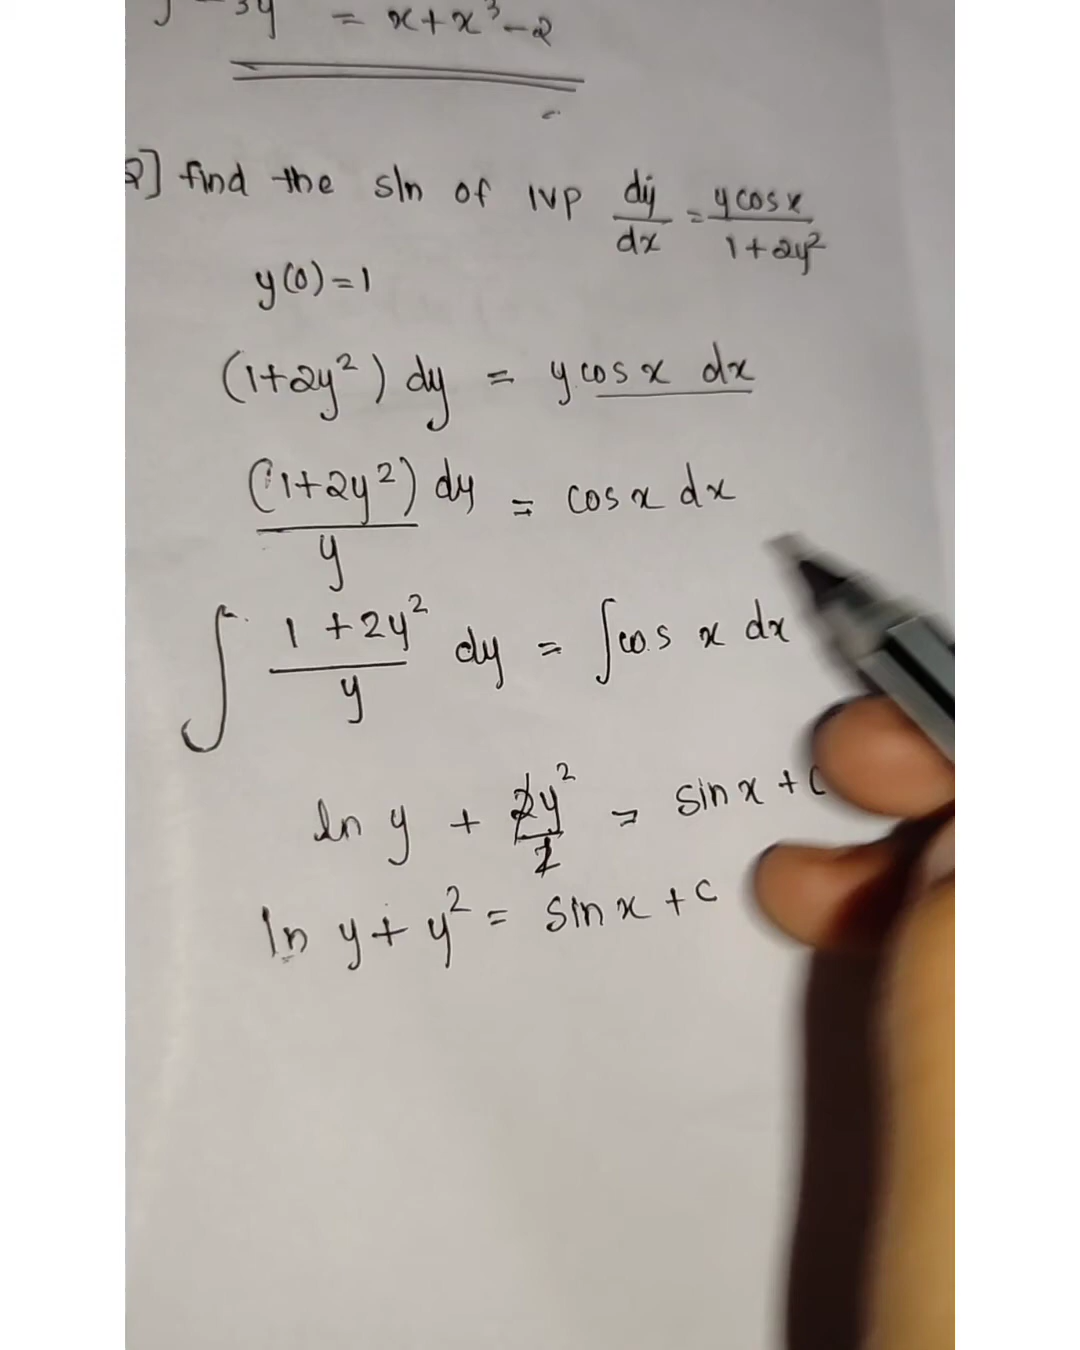 - 3y = x+x³-2
Q] find the sln of IVP dy/dx = y cos x/1+2y²
y(0)=1
(1+2y²) dy = y cos x dx
(1+2y²)/y dy = cos x dx
∫ 1+2y²/y dy = ∫cos x dx
ln y + 2y²/2 = sin x + C
ln y + y² = sin x + C